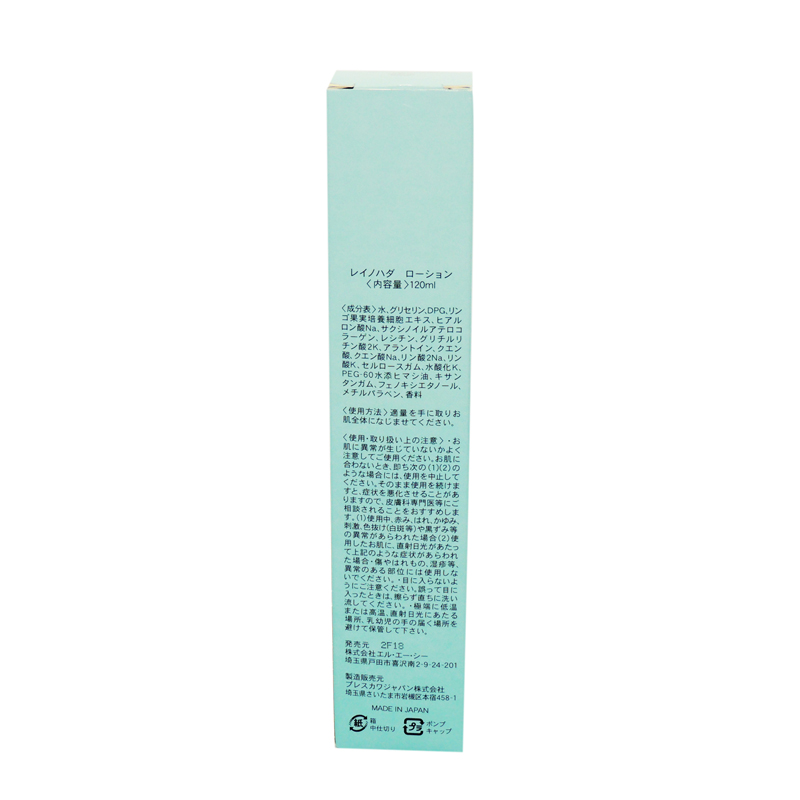 レイノハダ　ローション
〈内容量〉120ml
〈成分表〉水、グリセリン、DPG、リン
ゴ果実培養細胞エキス、ヒアル
ロン酸Na、サクシノイルアテロコ
ラーゲン、レシチン、グリチルリ
チン酸2K、アラントイン、クエン
酸、クエン酸Na、リン酸2Na、リン
酸K、セルロースガム、水酸化K、
PEG-60水添ヒマシ油、キサン
タンガム、フェノキシエタノール、
メチルパラベン、香料
〈使用方法〉適量を手に取りお
肌全体になじませてください。
〈使用・取り扱い上の注意〉・お
肌に異常が生じていないかよく
注意してご使用ください。お肌に
合わないとき、即ち次の(1)(2)の
ような場合には、使用を中止して
ください。そのまま使用を続けま
すと、症状を悪化させることがあ
りますので、皮膚科専門医等にご
相談されることをおすすめしま
す。(1)使用中、赤み、はれ、かゆみ、
刺激、色抜け(白斑等)や黒ずみ等
の異常があらわれた場合(2)使
用したお肌に、直射日光があたっ
て上記のような症状があらわれ
た場合・傷やはれもの、湿疹等、
異常のある部位には使用しな
いでください。・目に入らないよ
うにご注意ください。誤って目に
入ったときは、擦らず直ちに洗い
流してください。・極端に低温
または高温、直射日光にあたる
場所、乳幼児の手の届く場所を
避けて保管して下さい。
発売元　2F18
株式会社エル・エー・シー
埼玉県戸田市喜沢南2-9-24-201
製造販売元
プレスカワジャパン株式会社
埼玉県さいたま市岩槻区本宿458-1
MADE IN JAPAN
紙 箱 中仕切り プラ ポンプ キャップ